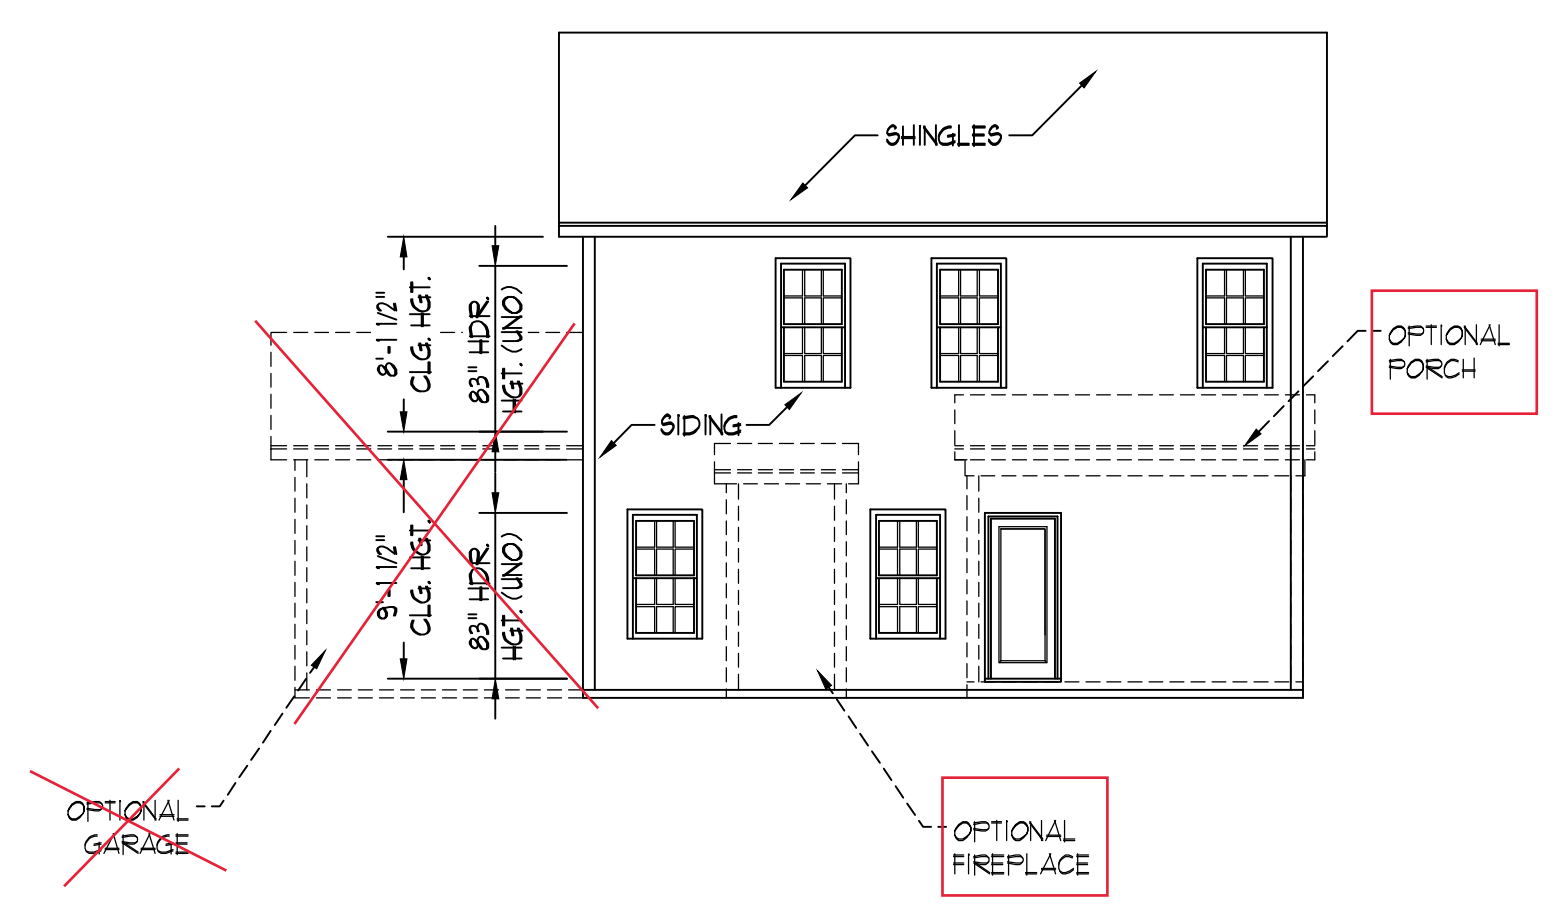 SHINGLES
8'-1 1/2"
CLG. HGT.
83" HDR.
HGT. (UNO)
OPTIONAL
PORCH
SIDING
9'-1 1/2"
CLG. HGT.
83" HDR.
HGT. (UNO)
OPTIONAL
GARAGE
OPTIONAL
FIREPLACE